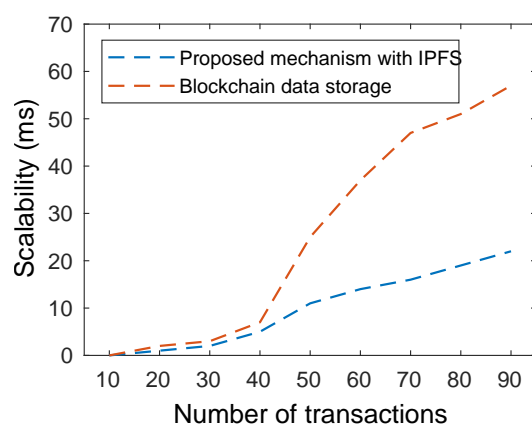 70
60
50
40
30
20
10
0
Scalability (ms)
Proposed mechanism with IPFS
Blockchain data storage
10 20 30 40 50 60 70 80 90
Number of transactions